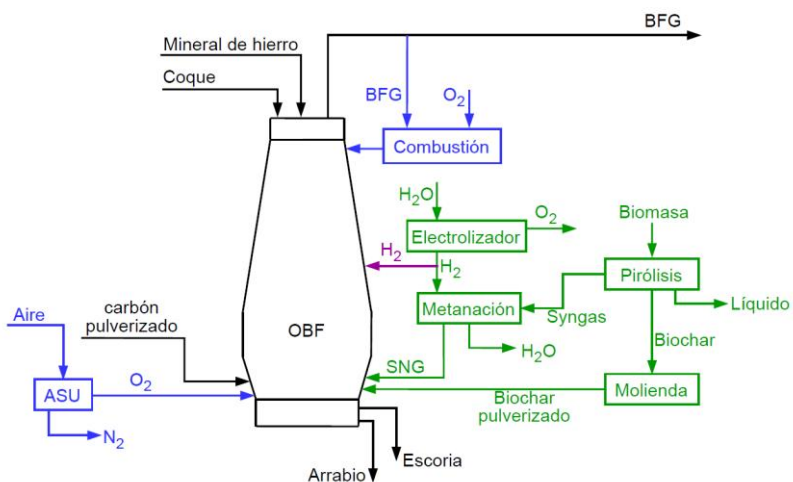 BFG
Mineral de hierro
Coque
BFG
O2
Combustión
H2O
O2
Electrolizador
Biomasa
H2
H2
Pirólisis
Metanación
Syngas
Líquido
Aire
carbón
pulverizado
OBF
H2O
Biochar
SNG
ASU
O2
Biochar
pulverizado
Molienda
N2
Escoria
Arrabio